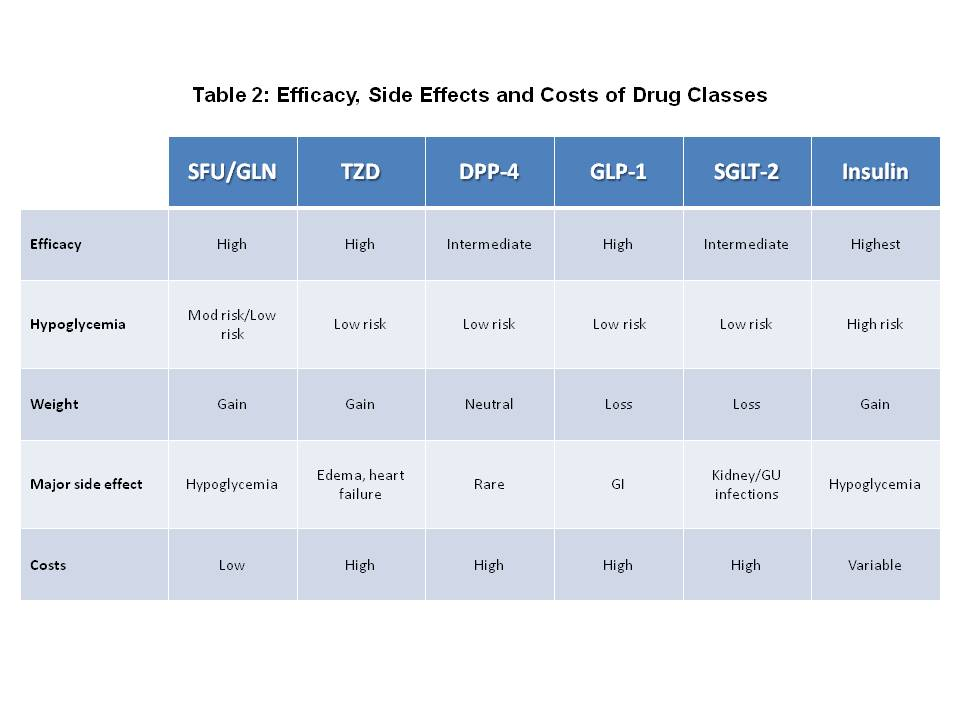 Table 2: Efficacy, Side Effects and Costs of Drug Classes
SFU/GLN TZD DPP-4 GLP-1 SGLT-2 Insulin
Efficacy High High Intermediate High Intermediate Highest
Hypoglycemia Mod risk/Low risk Low risk Low risk Low risk Low risk High risk
Weight Gain Gain Neutral Loss Loss Gain
Major side effect Hypoglycemia Edema, heart failure Rare GI Kidney/GU infections Hypoglycemia
Costs Low High High High High Variable